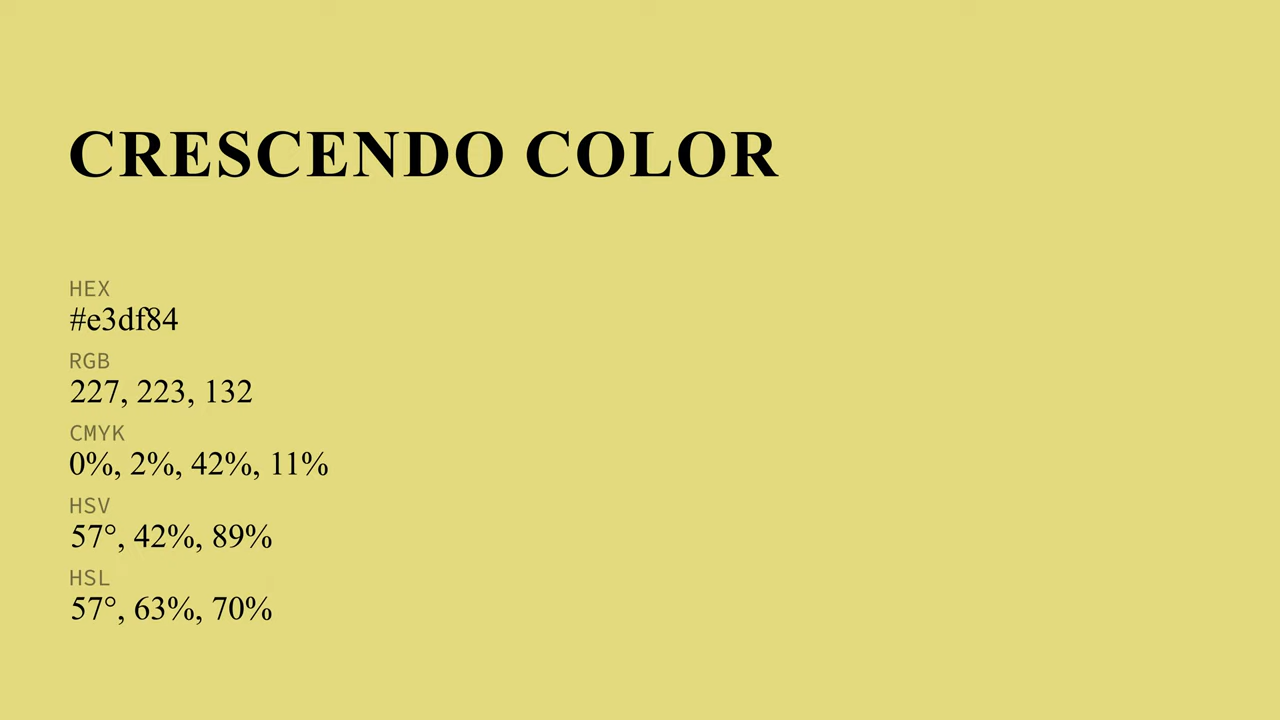 CRESCENDO COLOR
HEX
#e3df84
RGB
227, 223, 132
CMYK
0%, 2%, 42%, 11%
HSV
57°, 42%, 89%
HSL
57°, 63%, 70%